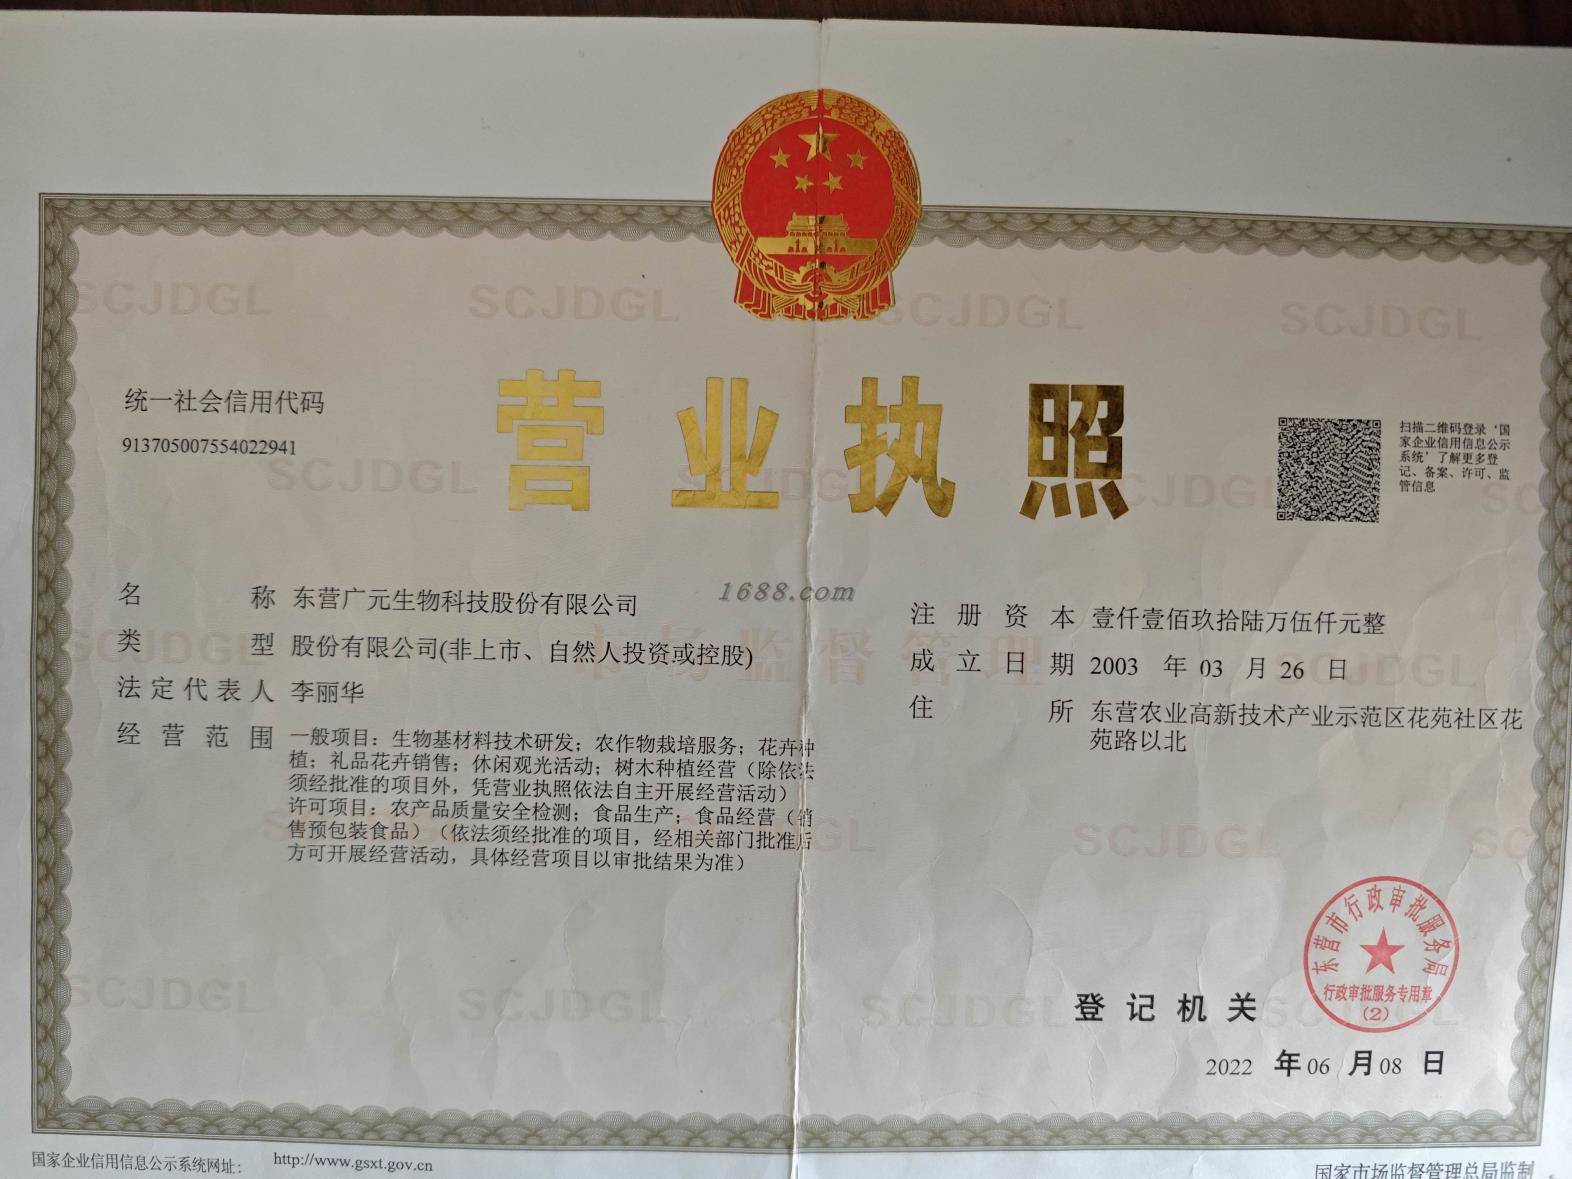 营业执照
统一社会信用代码
913705007554022941
扫描二维码登录‘国
家企业信用信息公示
系统’了解更多登
记、备案、许可、监
管信息
1688.com
名称 东营广元生物科技股份有限公司
类型 股份有限公司(非上市、自然人投资或控股)
法定代表人 李丽华
经营范围 一般项目：生物基材料技术研发；农作物栽培服务；花卉种
植；礼品花卉销售；休闲观光活动；树木种植经营（除依法
须经批准的项目外，凭营业执照依法自主开展经营活动）
许可项目：农产品质量安全检测；食品生产；食品经营（销
售预包装食品）（依法须经批准的项目，经相关部门批准后
方可开展经营活动，具体经营项目以审批结果为准）
注册资本 壹仟壹佰玖拾陆万伍仟元整
成立日期 2003 年 03 月 26 日
住所 东营农业高新技术产业示范区花苑社区花
苑路以北
市场监督管理
SCJDGL SCJDGL SCJDGL SCJDGL
东营市行政审批服务局
行政审批服务专用章
(2)
登记机关
2022 年 06 月 08 日
国家企业信用信息公示系统网址： http://www.gsxt.gov.cn
国家市场监督管理总局监制